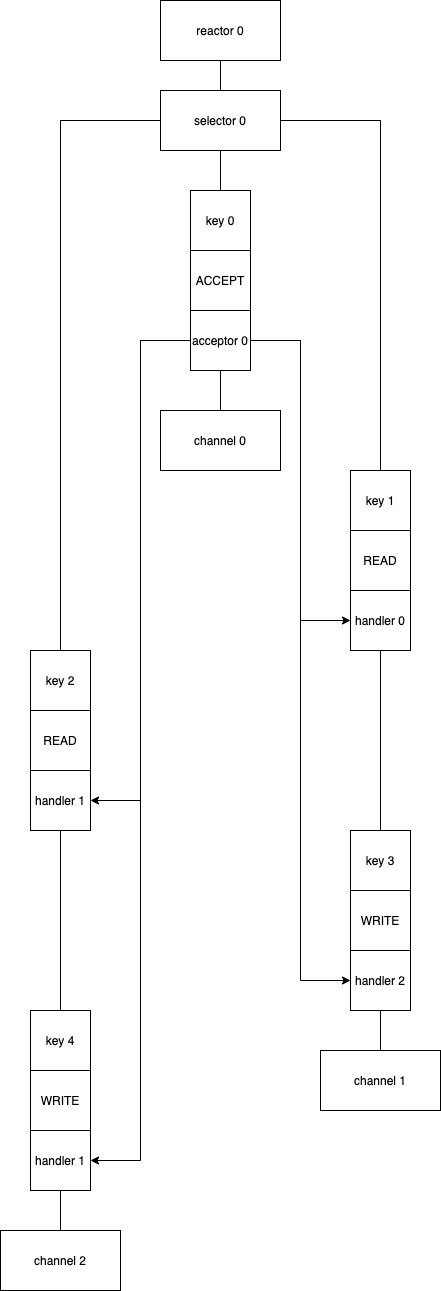 reactor 0
selector 0
key 0
ACCEPT
acceptor 0
channel 0
key 1
READ
handler 0
key 2
READ
handler 1
key 3
WRITE
handler 2
key 4
WRITE
handler 1
channel 1
channel 2